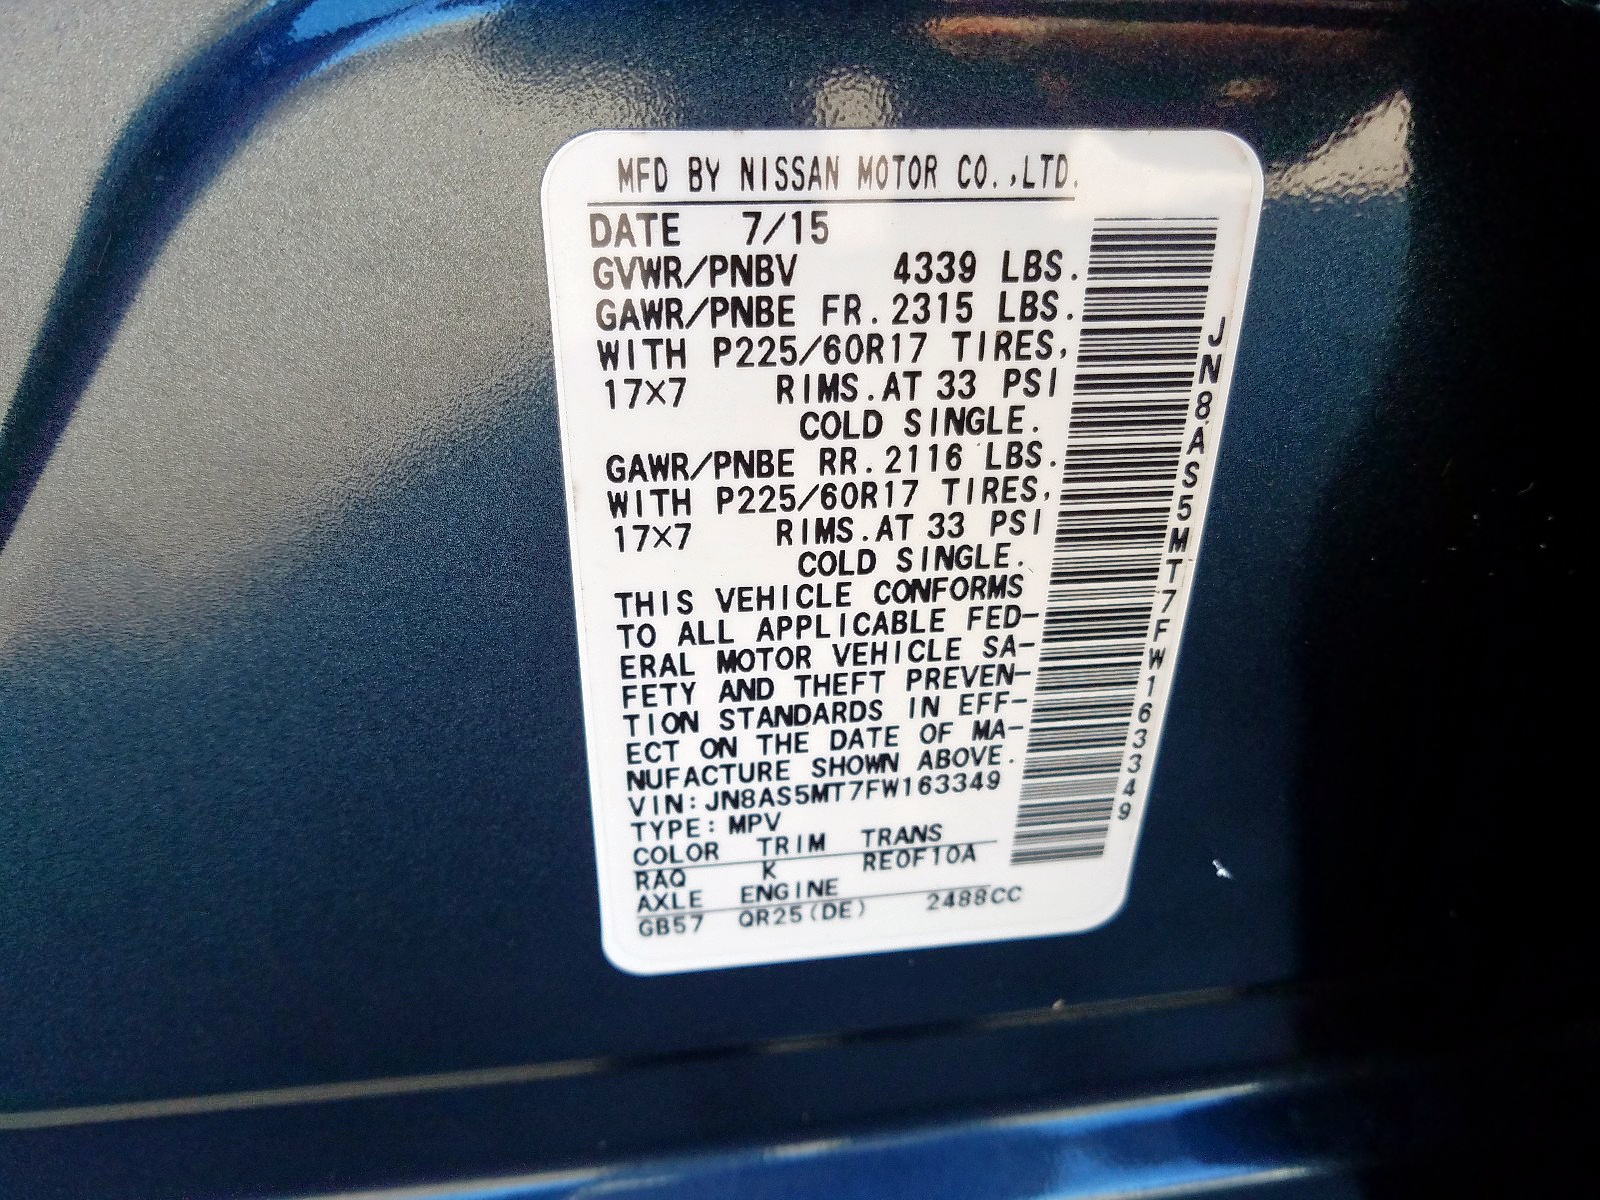 MFD BY NISSAN MOTOR CO.,LTD.
DATE 7/15
GVWR/PNBV 4339 LBS.
GAWR/PNBE FR. 2315 LBS.
WITH P225/60R17 TIRES,
17×7 RIMS. AT 33 PSI
COLD SINGLE.
GAWR/PNBE RR. 2116 LBS.
WITH P225/60R17 TIRES,
17×7 RIMS. AT 33 PSI
COLD SINGLE.
THIS VEHICLE CONFORMS
TO ALL APPLICABLE FED-
ERAL MOTOR VEHICLE SA-
FETY AND THEFT PREVEN-
TION STANDARDS IN EFF-
ECT ON THE DATE OF MA-
NUFACTURE SHOWN ABOVE.
VIN: JN8AS5MT7FW163349
TYPE: MPV
COLOR TRIM TRANS
RAQ K RE0F10A
AXLE ENGINE
GB57 QR25(DE) 2488CC
JN8AS5MT7FW163349